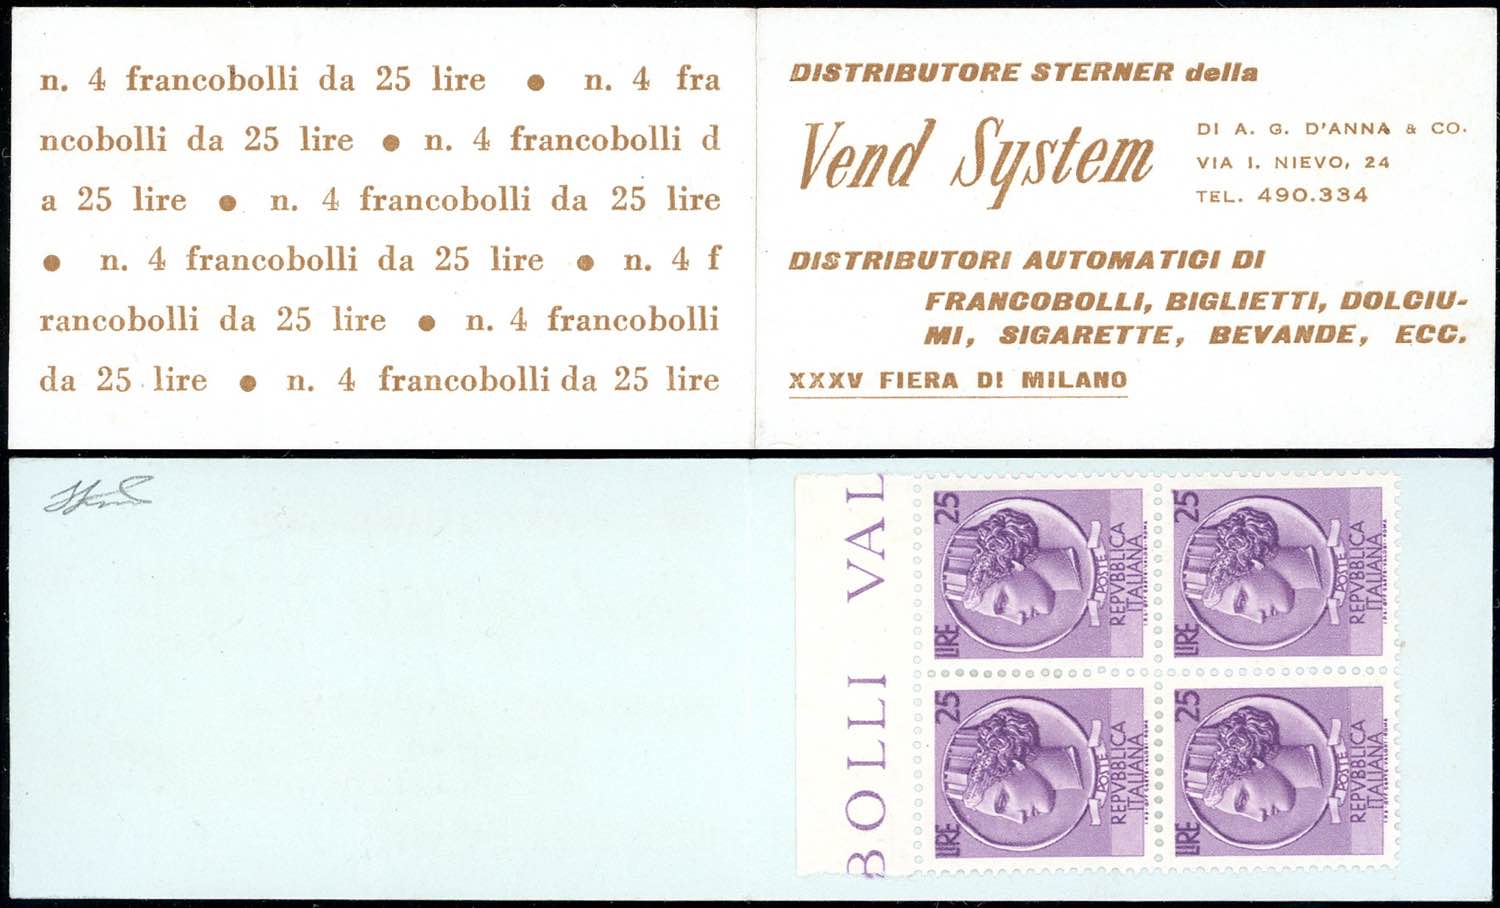 n. 4 francobolli da 25 lire ● n. 4 fra
ncobolli da 25 lire ● n. 4 francobolli d
a 25 lire ● n. 4 francobolli da 25 lire
● n. 4 francobolli da 25 lire ● n. 4 f
rancobolli da 25 lire ● n. 4 francobolli
da 25 lire ● n. 4 francobolli da 25 lire
DISTRIBUTORE STERNER della
Vend System
DI A. G. D'ANNA & CO.
VIA I. NIEVO, 24
TEL. 490.334
DISTRIBUTORI AUTOMATICI DI
FRANCOBOLLI, BIGLIETTI, DOLCIU-
MI, SIGARETTE, BEVANDE, ECC.
XXXV FIERA DI MILANO
BOLLI VAL
LIRE 25
POSTE
REPVBBLICA
ITALIANA
LIRE 25
POSTE
REPVBBLICA
ITALIANA
LIRE 25
POSTE
REPVBBLICA
ITALIANA
LIRE 25
POSTE
REPVBBLICA
ITALIANA